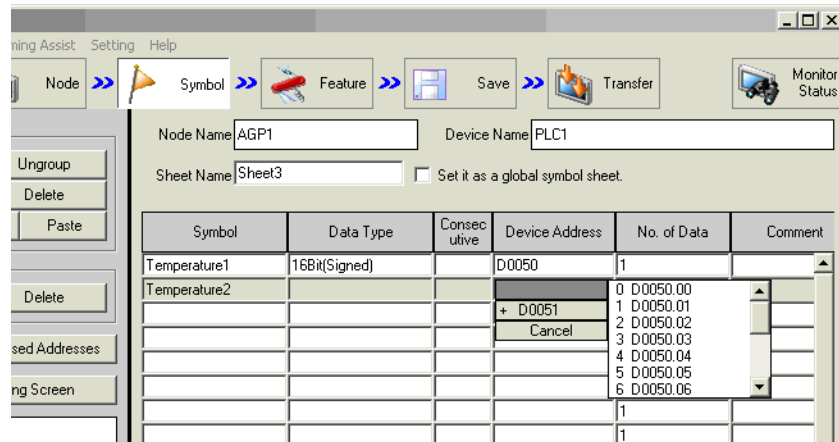 ming Assist Setting Help
Node Symbol Feature Save Transfer Monitor Status
Node Name AGP1 Device Name PLC1
Ungroup
Sheet Name Sheet3 Set it as a global symbol sheet.
Delete
Paste
Symbol Data Type Consecutive Device Address No. of Data Comment
Temperature1 16Bit(Signed) D0050 1
Temperature2
Delete
+ D0051
Cancel
0 D0050.00
1 D0050.01
2 D0050.02
3 D0050.03
4 D0050.04
5 D0050.05
6 D0050.06
sed Addresses
ng Screen
1
1